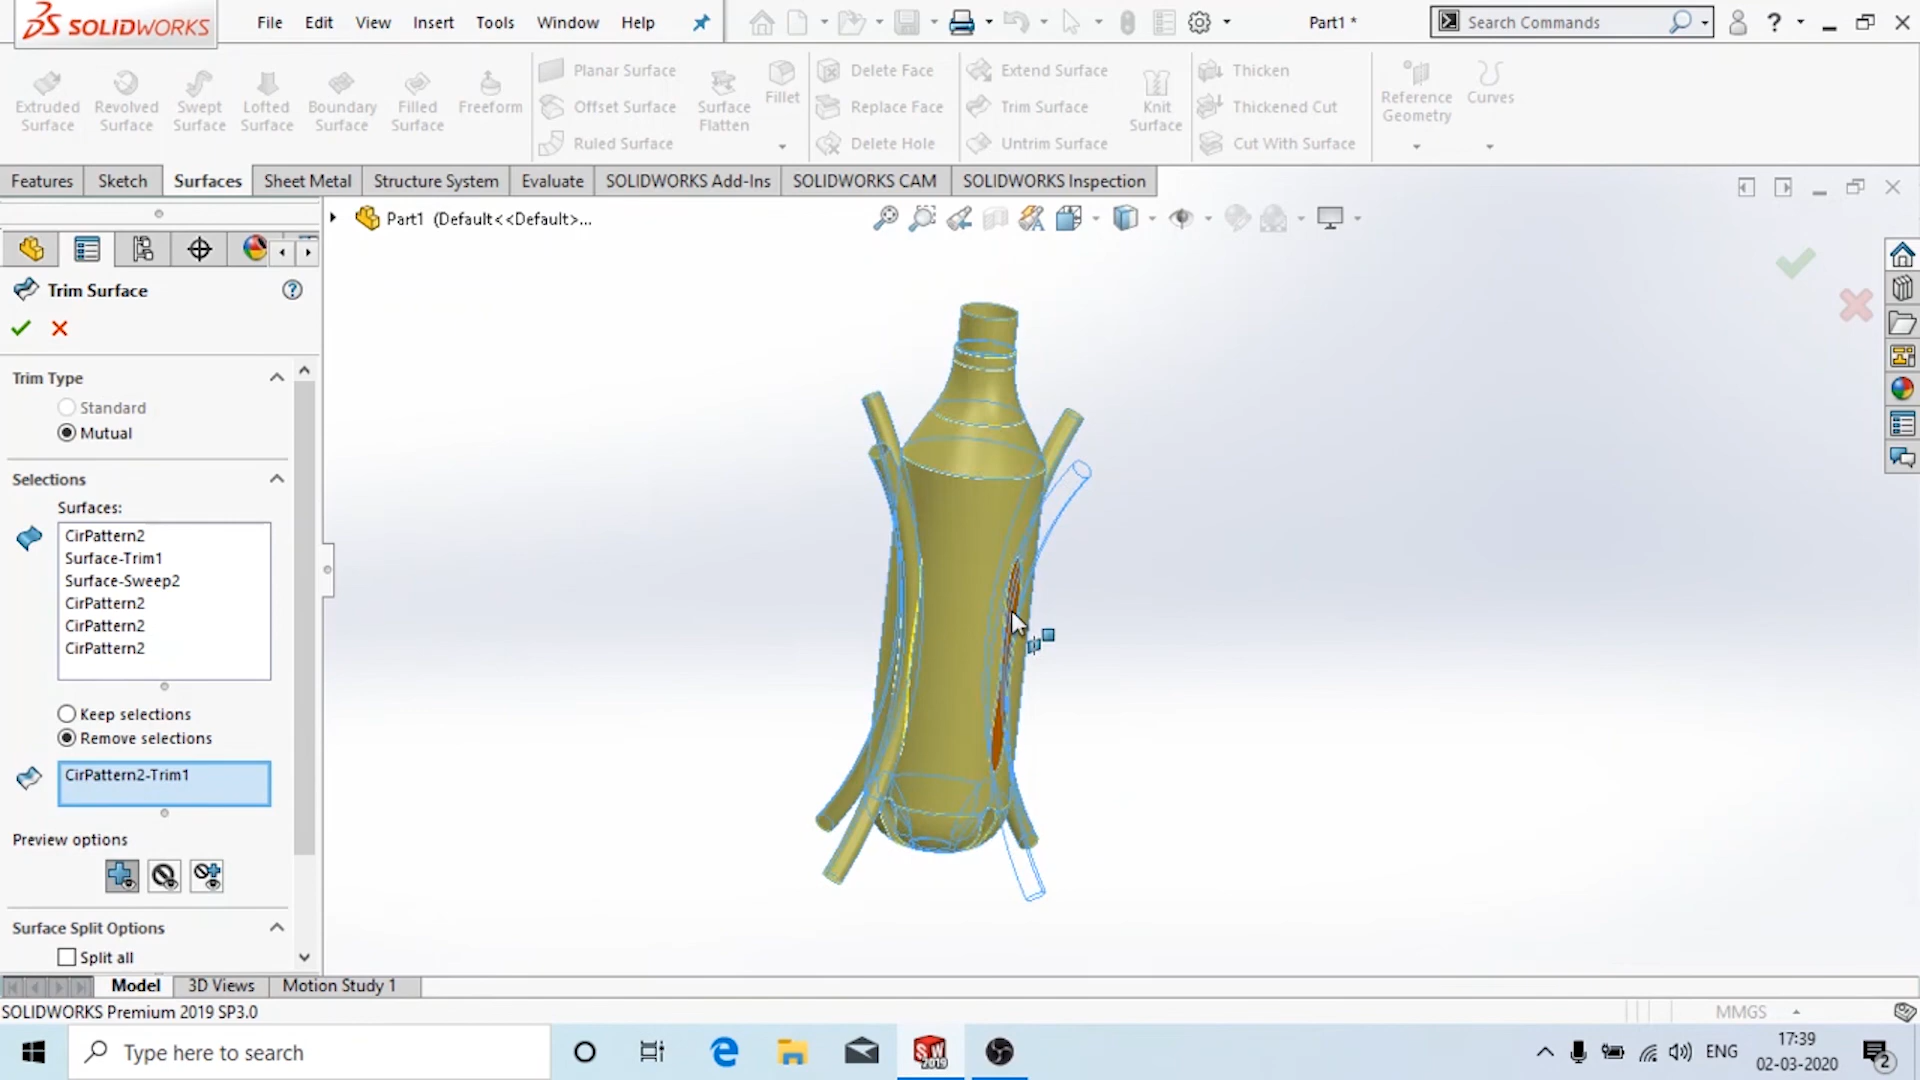 SOLIDWORKS
File Edit View Insert Tools Window Help
Part1 *
Search Commands
Extruded Surface
Revolved Surface
Swept Surface
Lofted Surface
Boundary Surface
Filled Surface
Freeform
Planar Surface
Offset Surface
Ruled Surface
Surface Flatten
Fillet
Delete Face
Replace Face
Delete Hole
Extend Surface
Trim Surface
Untrim Surface
Knit Surface
Thicken
Thickened Cut
Cut With Surface
Reference Geometry
Curves
Features Sketch Surfaces Sheet Metal Structure System Evaluate SOLIDWORKS Add-Ins SOLIDWORKS CAM SOLIDWORKS Inspection
Part1 (Default<<Default>...
Trim Surface
Trim Type
Standard
Mutual
Selections
Surfaces:
CirPattern2
Surface-Trim1
Surface-Sweep2
CirPattern2
CirPattern2
CirPattern2
Keep selections
Remove selections
CirPattern2-Trim1
Preview options
Surface Split Options
Split all
Model 3D Views Motion Study 1
SOLIDWORKS Premium 2019 SP3.0
MMGS
Type here to search
SW 2019
ENG
17:39
02-03-2020
2